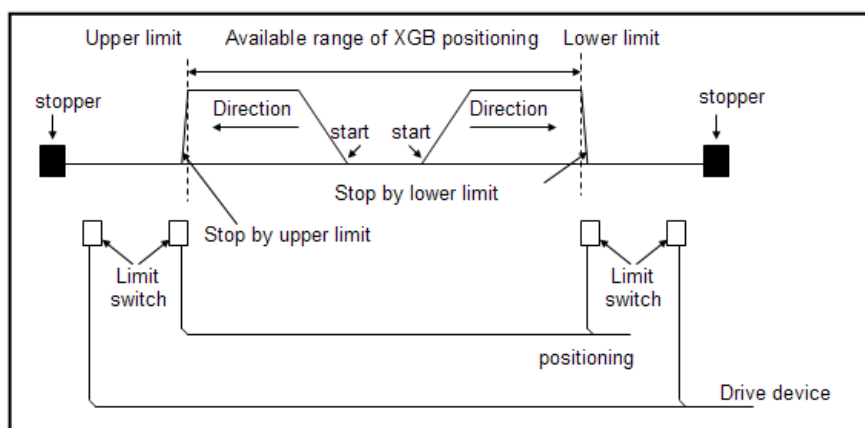 Upper limit
Available range of XGB positioning
Lower limit
stopper
Direction
Direction
stopper
start
start
Stop by lower limit
Stop by upper limit
Limit
switch
Limit
switch
positioning
Drive device